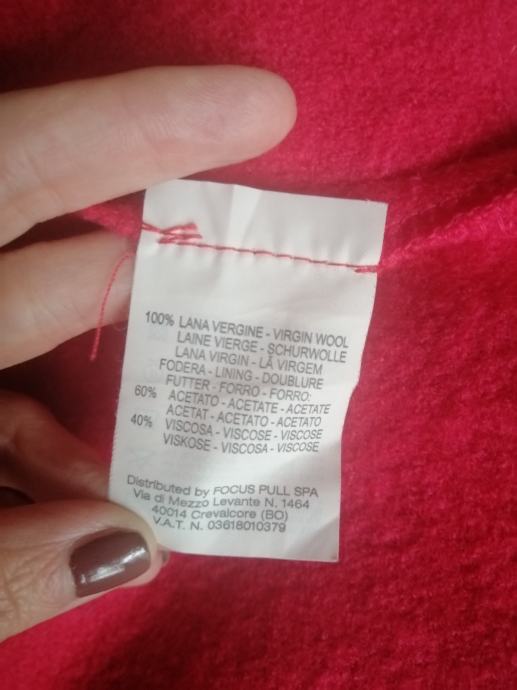 100% LANA VERGINE - VIRGIN WOOL
LAINE VIERGE - SCHURWOLLE
LANA VIRGIN - LÃ VIRGEM
FODERA - LINING - DOUBLURE
FUTTER - FORRO - FORRO:
60% ACETATO - ACETATE - ACETATE
ACETAT - ACETATO - ACETATO
40% VISCOSA - VISCOSE - VISCOSE
VISKOSE - VISCOSA - VISCOSE
Distributed by FOCUS PULL SPA
Via di Mezzo Levante N. 1464
40014 Crevalcore (BO)
V.A.T. N. 03618010379